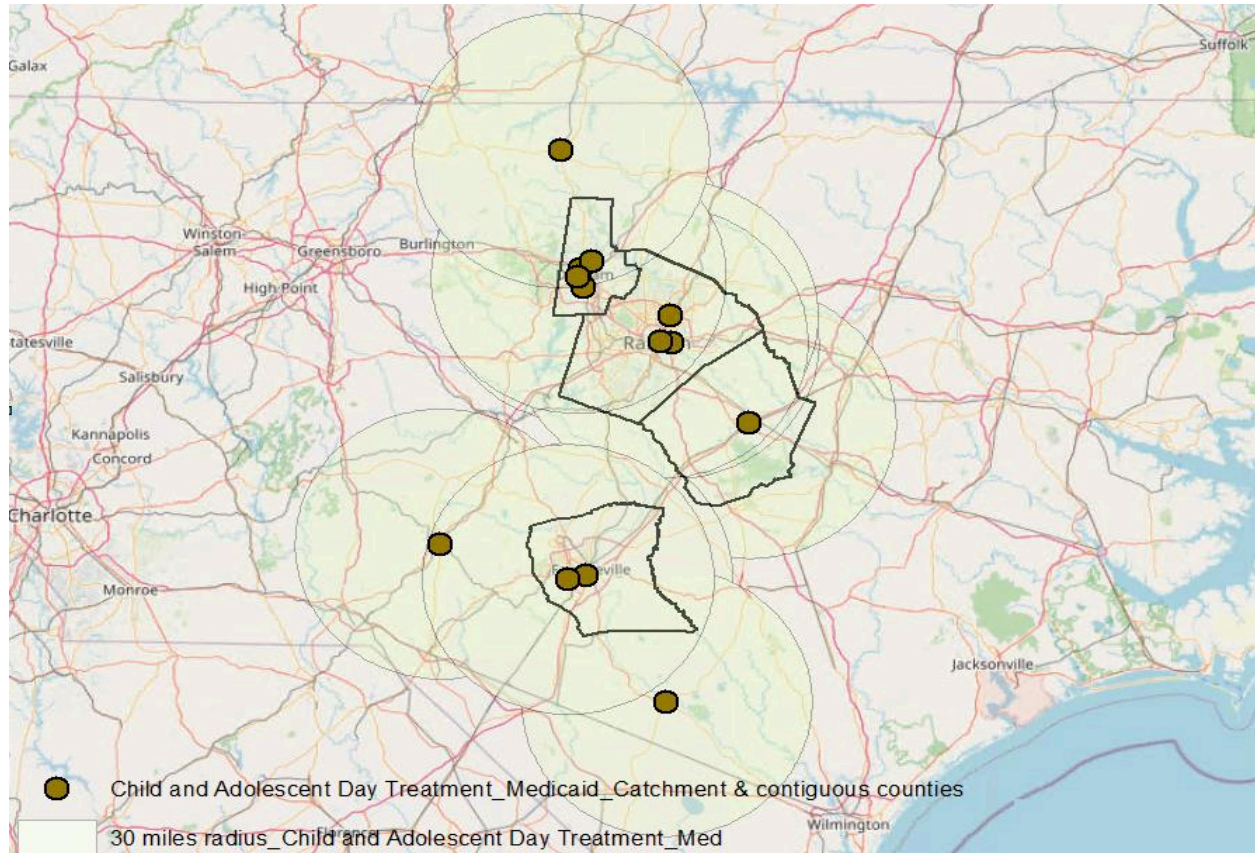 Suffolk
Galax
Winston-
Salem
Greensboro
Burlington
High Point
Salisbury
Kannapolis
Concord
Charlotte
Monroe
Jacksonville
Child and Adolescent Day Treatment_Medicaid_Catchment & contiguous counties
Wilmington
30 miles radius_Child and Adolescent Day Treatment_Med